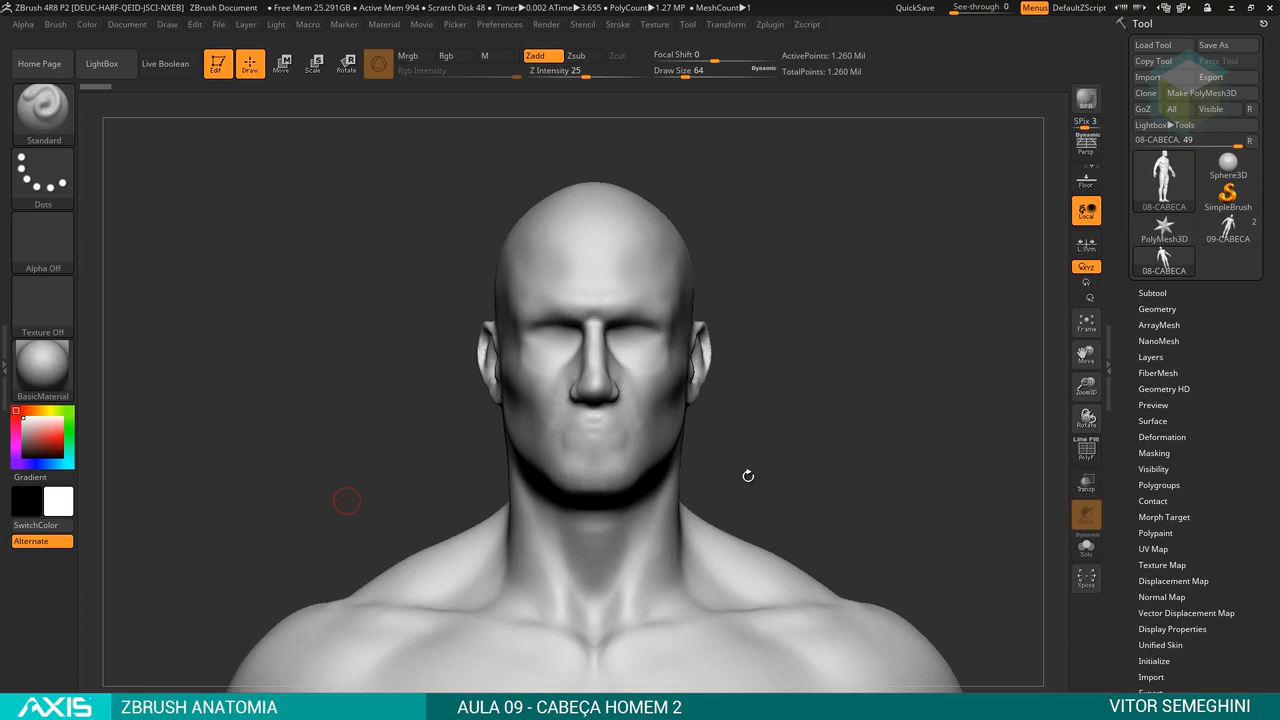 ZBrush 4R8 P2 [DEUC-HARF-QEID-JSCI-NXEB] ZBrush Document • Free Mem 25.291GB • Active Mem 994 • Scratch Disk 48 • Timer▶0.002 ATime▶3.655 • PolyCount▶1.27 MP • MeshCount▶1 QuickSave See-through 0 Menus DefaultZScript
Alpha Brush Color Document Draw Edit File Layer Light Macro Marker Material Movie Picker Preferences Render Stencil Stroke Texture Tool Transform Zplugin Zscript
Home Page LightBox Live Boolean
Edit Draw Move Scale Rotate
Mrgb Rgb M Zadd Zsub Zcut
Rgb Intensity Z Intensity 25
Focal Shift 0
Draw Size 64 Dynamic
ActivePoints: 1.260 Mil
TotalPoints: 1.260 Mil
Standard
Dots
Alpha Off
Texture Off
BasicMaterial
Gradient
SwitchColor
Alternate
BPR
SPix 3
Dynamic
Persp
Floor
Local
L.Sym
XYZ
Frame
Move
Zoom3D
Rotate
Line Fill
PolyF
Transp
Dynamic
Xpose
Tool
Load Tool Save As
Copy Tool Paste Tool
Import Export
Clone Make PolyMesh3D
GoZ All Visible R
Lightbox▶Tools
08-CABECA. 49 R
08-CABECA Sphere3D
SimpleBrush
PolyMesh3D 09-CABECA 2
08-CABECA
Subtool
Geometry
ArrayMesh
NanoMesh
Layers
FiberMesh
Geometry HD
Preview
Surface
Deformation
Masking
Visibility
Polygroups
Contact
Morph Target
Polypaint
UV Map
Texture Map
Displacement Map
Normal Map
Vector Displacement Map
Display Properties
Unified Skin
Initialize
Import
Export
AXIS ZBRUSH ANATOMIA AULA 09 - CABEÇA HOMEM 2 VITOR SEMEGHINI